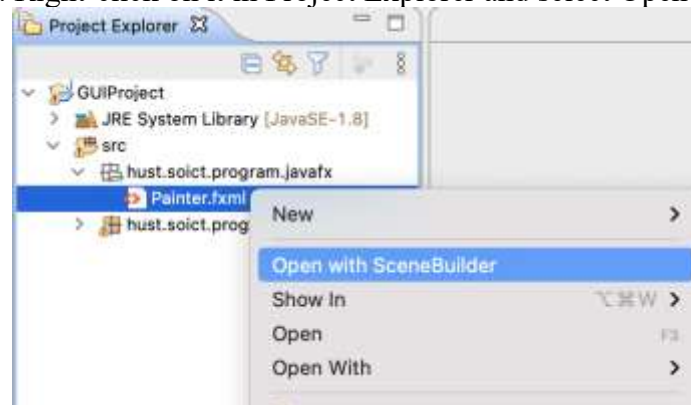 Project Explorer
GUIProject
JRE System Library [JavaSE-1.8]
src
hust.soict.program.javafx
Painter.fxml
hust.soict.prog
New
Open with SceneBuilder
Show In ⌥⌘W
Open F3
Open With